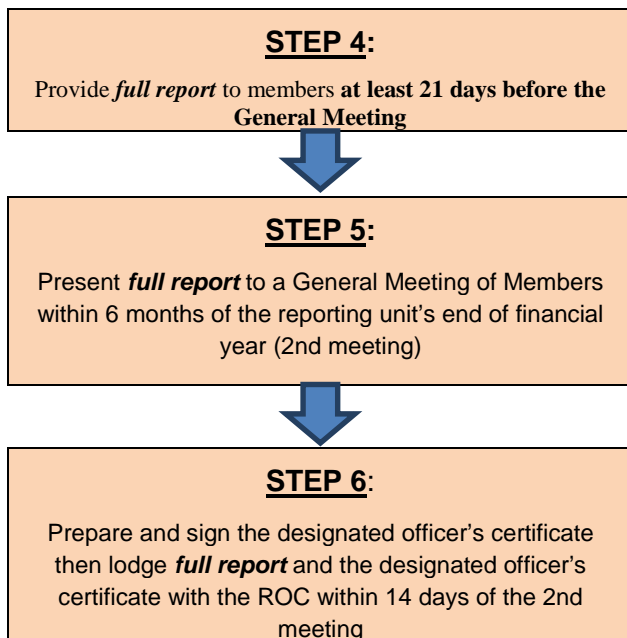 STEP 4:
Provide full report to members at least 21 days before the
General Meeting
STEP 5:
Present full report to a General Meeting of Members
within 6 months of the reporting unit’s end of financial
year (2nd meeting)
STEP 6:
Prepare and sign the designated officer’s certificate
then lodge full report and the designated officer’s
certificate with the ROC within 14 days of the 2nd
meeting